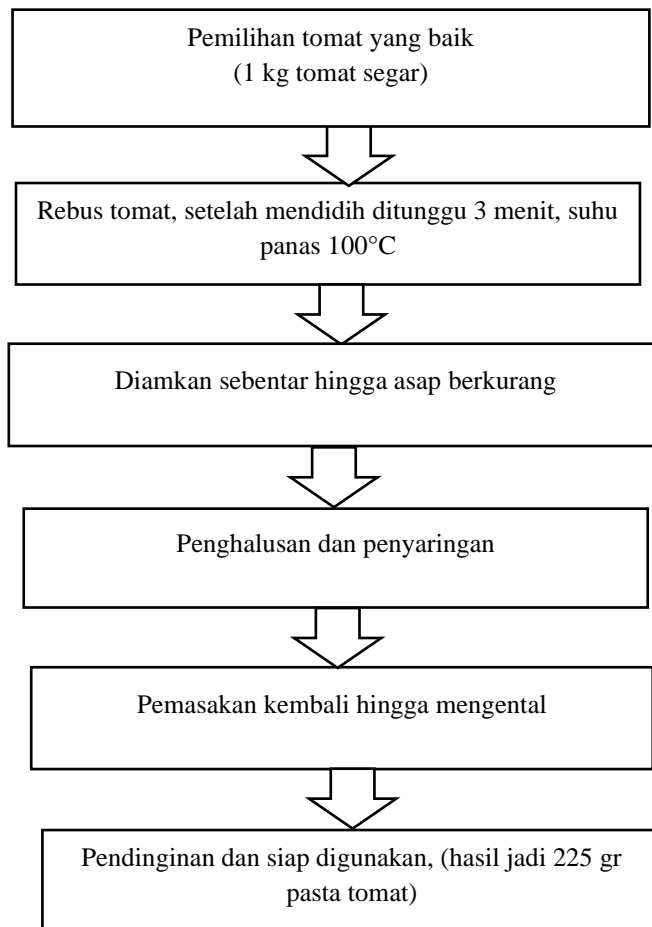 Pemilihan tomat yang baik
(1 kg tomat segar)
Rebus tomat, setelah mendidih ditunggu 3 menit, suhu
panas 100°C
Diamkan sebentar hingga asap berkurang
Penghalusan dan penyaringan
Pemasakan kembali hingga mengental
Pendinginan dan siap digunakan, (hasil jadi 225 gr
pasta tomat)